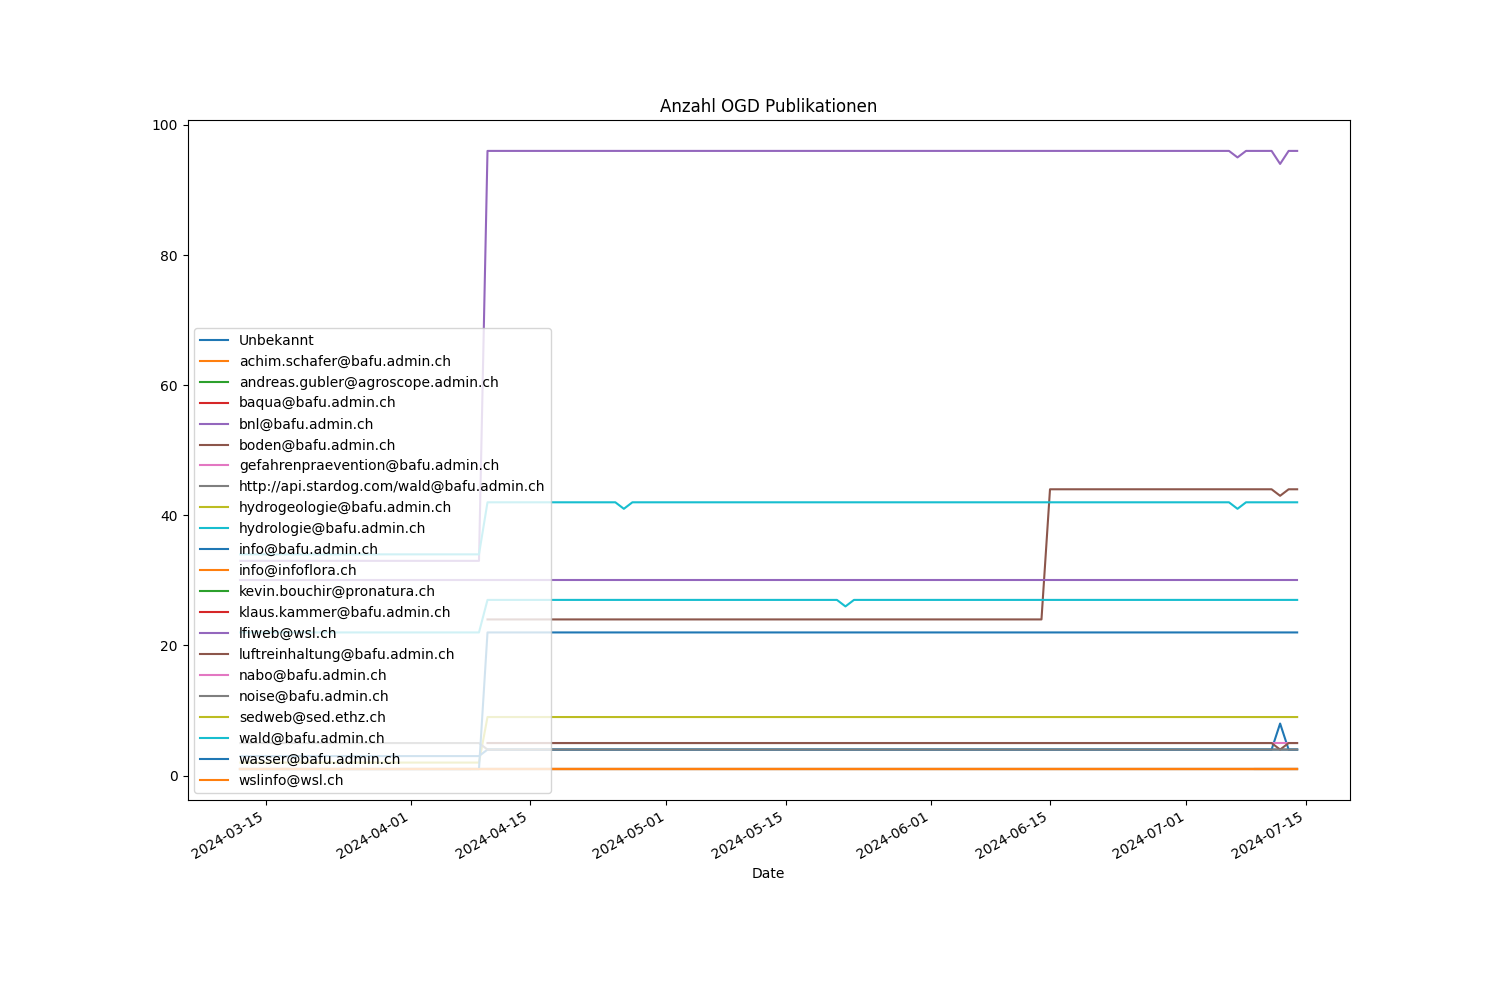 Anzahl OGD Publikationen
100
80
60
40
20
0
Unbekannt
achim.schafer@bafu.admin.ch
andreas.gubler@agroscope.admin.ch
baqua@bafu.admin.ch
bnl@bafu.admin.ch
boden@bafu.admin.ch
gefahrenpraevention@bafu.admin.ch
http://api.stardog.com/wald@bafu.admin.ch
hydrogeologie@bafu.admin.ch
hydrologie@bafu.admin.ch
info@bafu.admin.ch
info@infoflora.ch
kevin.bouchir@pronatura.ch
klaus.kammer@bafu.admin.ch
lfiweb@wsl.ch
luftreinhaltung@bafu.admin.ch
nabo@bafu.admin.ch
noise@bafu.admin.ch
sedweb@sed.ethz.ch
wald@bafu.admin.ch
wasser@bafu.admin.ch
wslinfo@wsl.ch
2024-03-15
2024-04-01
2024-04-15
2024-05-01
2024-05-15
2024-06-01
2024-06-15
2024-07-01
2024-07-15
Date